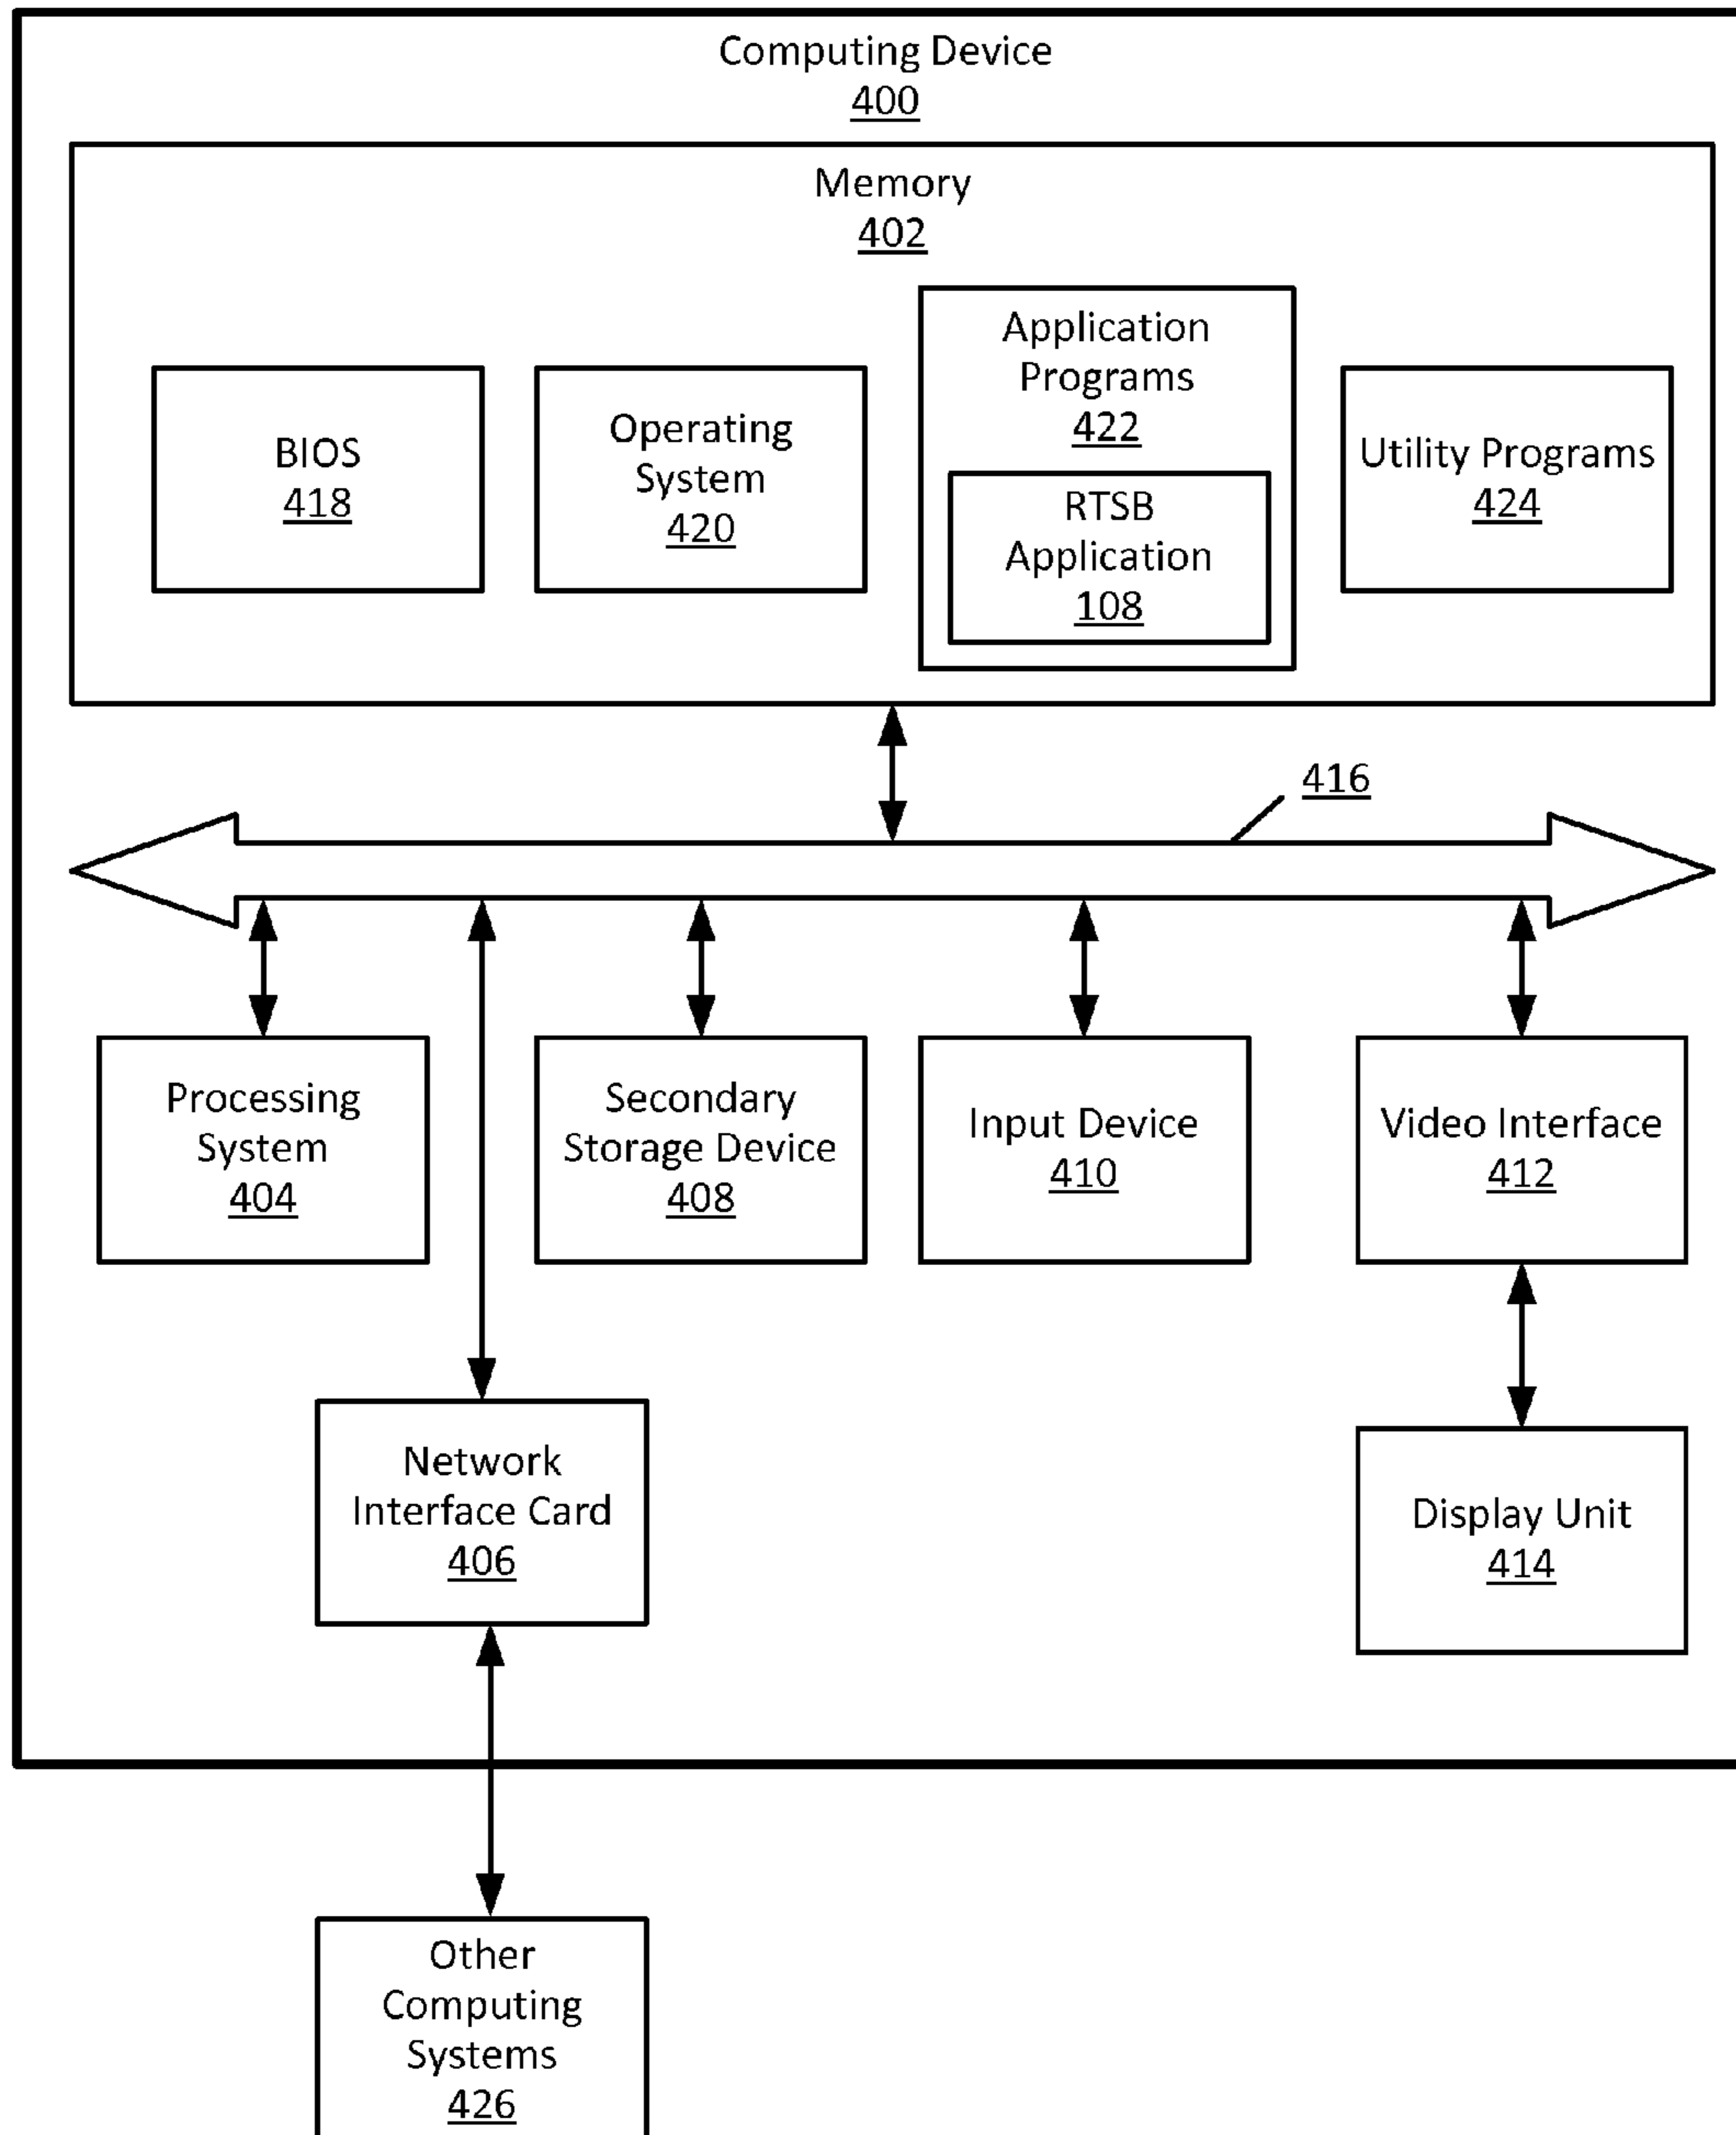 Computing Device
400
Memory
402
BIOS
418
Operating
System
420
Application
Programs
422
RTSB
Application
108
Utility Programs
424
416
Processing
System
404
Secondary
Storage Device
408
Input Device
410
Video Interface
412
Network
Interface Card
406
Display Unit
414
Other
Computing
Systems
426